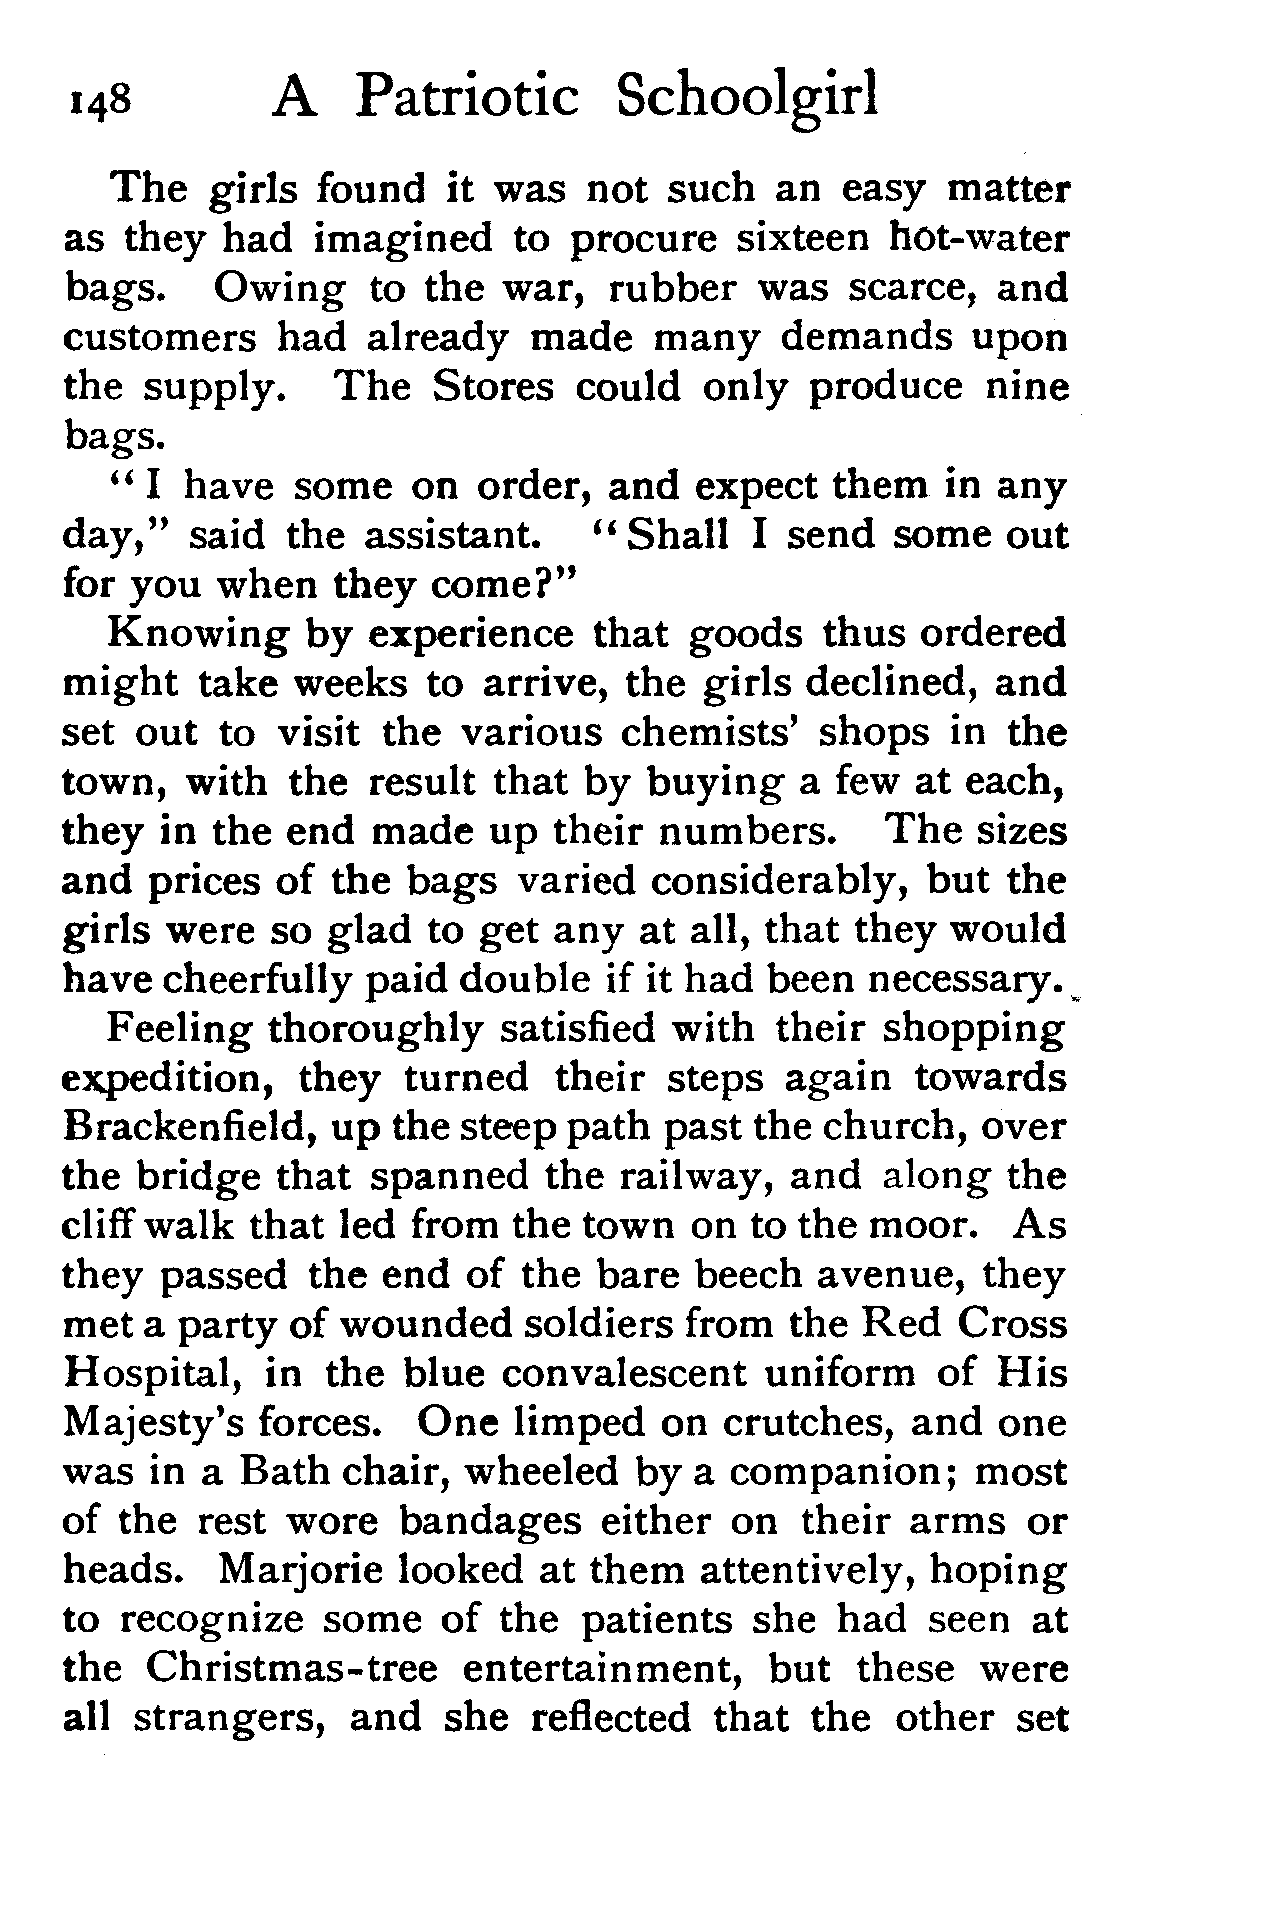 148 A Patriotic Schoolgirl
The girls found it was not such an easy matter
as they had imagined to procure sixteen hot-water
bags. Owing to the war, rubber was scarce, and
customers had already made many demands upon
the supply. The Stores could only produce nine
bags.
“I have some on order, and expect them in any
day,” said the assistant. “Shall I send some out
for you when they come?”
Knowing by experience that goods thus ordered
might take weeks to arrive, the girls declined, and
set out to visit the various chemists’ shops in the
town, with the result that by buying a few at each,
they in the end made up their numbers. The sizes
and prices of the bags varied considerably, but the
girls were so glad to get any at all, that they would
have cheerfully paid double if it had been necessary.
Feeling thoroughly satisfied with their shopping
expedition, they turned their steps again towards
Brackenfield, up the steep path past the church, over
the bridge that spanned the railway, and along the
cliff walk that led from the town on to the moor. As
they passed the end of the bare beech avenue, they
met a party of wounded soldiers from the Red Cross
Hospital, in the blue convalescent uniform of His
Majesty’s forces. One limped on crutches, and one
was in a Bath chair, wheeled by a companion; most
of the rest wore bandages either on their arms or
heads. Marjorie looked at them attentively, hoping
to recognize some of the patients she had seen at
the Christmas-tree entertainment, but these were
all strangers, and she reflected that the other set